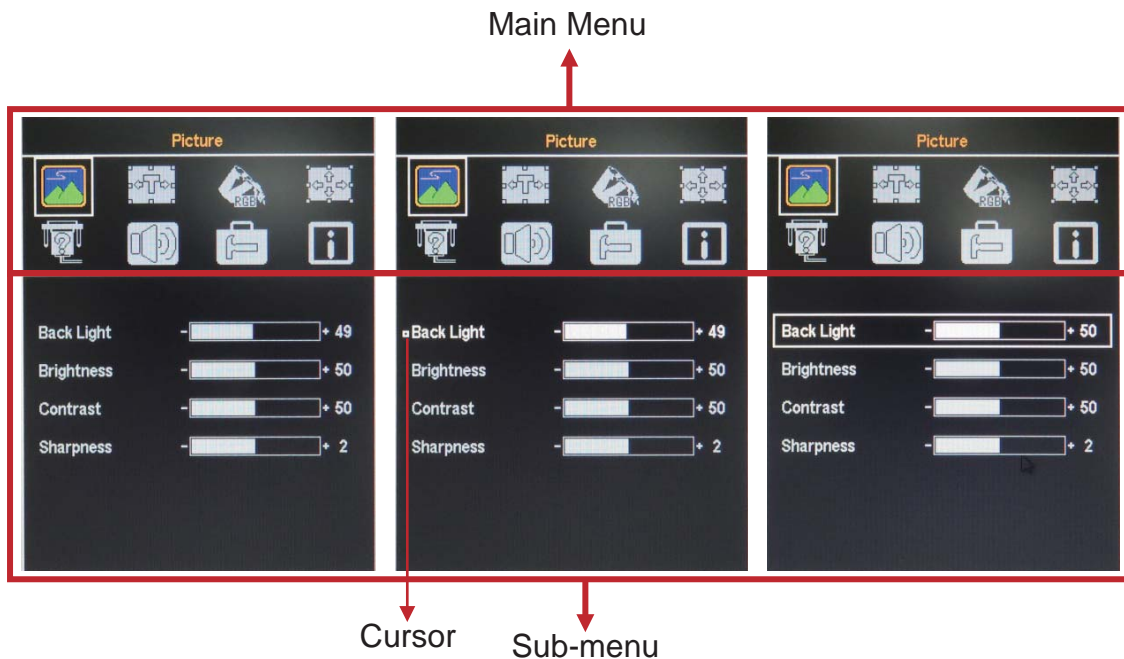 Main Menu
Picture
RGB
Back Light - + 49
Brightness - + 50
Contrast - + 50
Sharpness - + 2
Picture
RGB
Back Light - + 49
Brightness - + 50
Contrast - + 50
Sharpness - + 2
Picture
RGB
Back Light - + 50
Brightness - + 50
Contrast - + 50
Sharpness - + 2
Cursor
Sub-menu